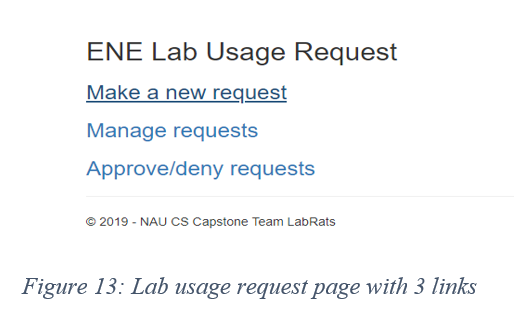 ENE Lab Usage Request
Make a new request
Manage requests
Approve/deny requests
© 2019 - NAU CS Capstone Team LabRats
Figure 13: Lab usage request page with 3 links